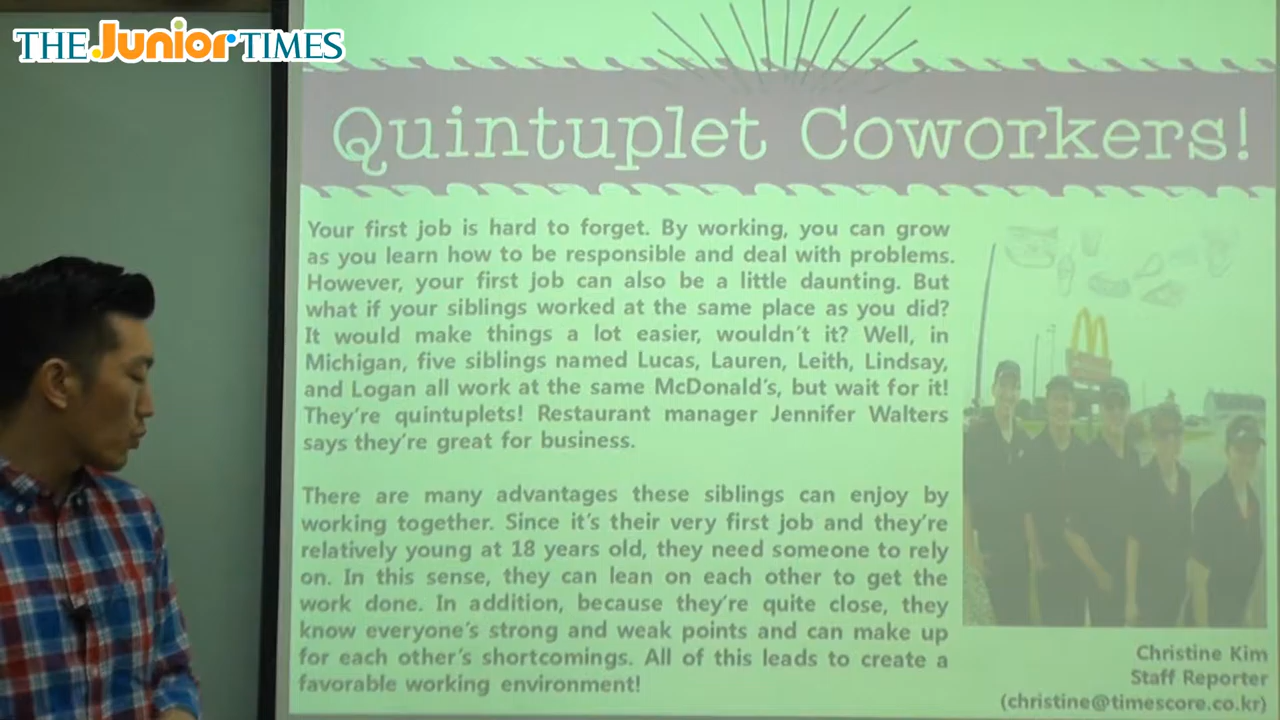 THE Junior TIMES
Quintuplet Coworkers!
Your first job is hard to forget. By working, you can grow
as you learn how to be responsible and deal with problems.
However, your first job can also be a little daunting. But
what if your siblings worked at the same place as you did?
It would make things a lot easier, wouldn't it? Well, in
Michigan, five siblings named Lucas, Lauren, Leith, Lindsay,
and Logan all work at the same McDonald's, but wait for it!
They're quintuplets! Restaurant manager Jennifer Walters
says they're great for business.
There are many advantages these siblings can enjoy by
working together. Since it's their very first job and they're
relatively young at 18 years old, they need someone to rely
on. In this sense, they can lean on each other to get the
work done. In addition, because they're quite close, they
know everyone's strong and weak points and can make up
for each other's shortcomings. All of this leads to create a
favorable working environment!
Christine Kim
Staff Reporter
(christine@timescore.co.kr)